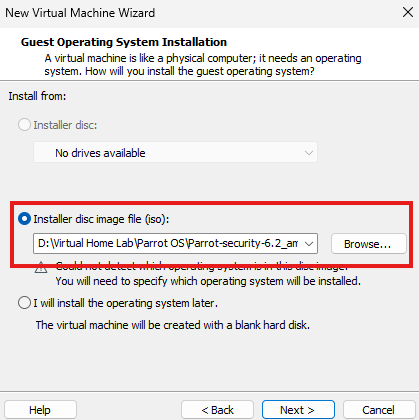 New Virtual Machine Wizard
Guest Operating System Installation
A virtual machine is like a physical computer; it needs an operating
system. How will you install the guest operating system?
Install from:
Installer disc:
No drives available
Installer disc image file (iso):
D:\Virtual Home Lab\Parrot OS\Parrot-security-6.2_am
Browse...
Could not detect which operating system is in this disc image.
You will need to specify which operating system will be installed.
I will install the operating system later.
The virtual machine will be created with a blank hard disk.
Help
< Back
Next >
Cancel